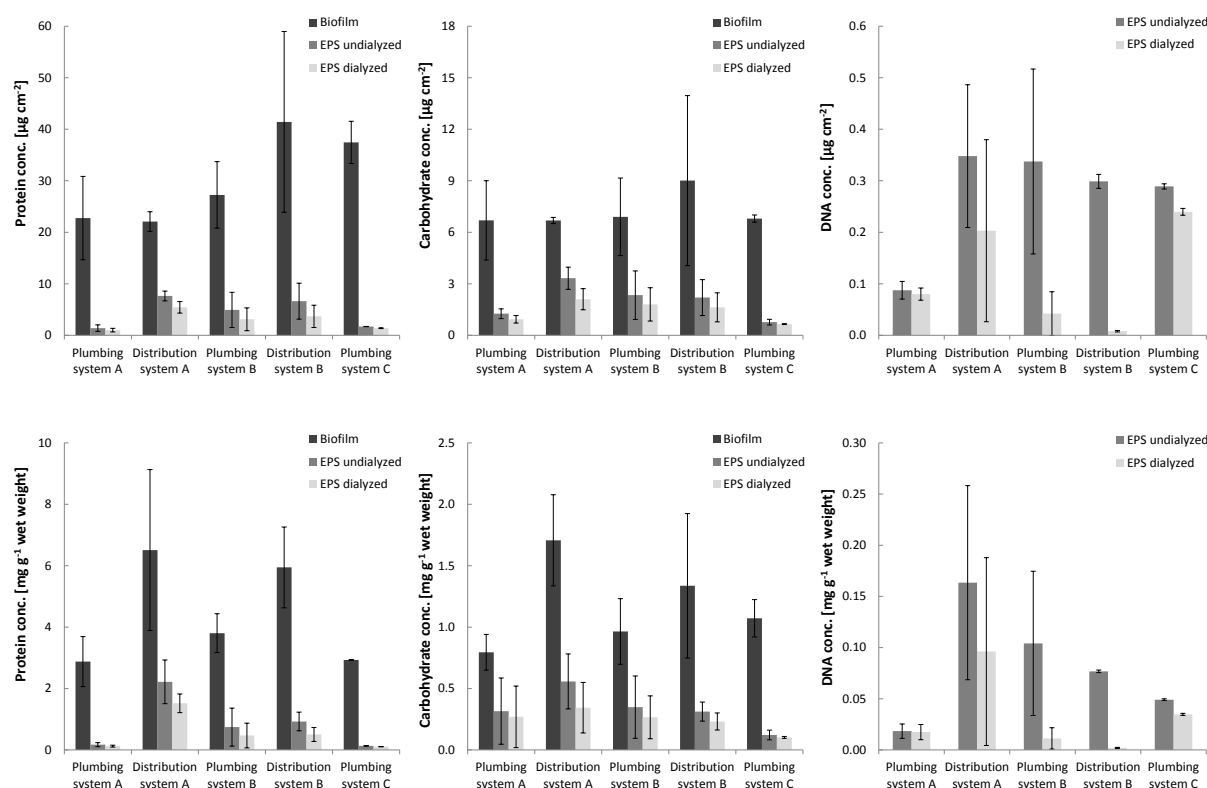 Protein conc. [µg cm⁻²]
60
50
40
30
20
10
0
Biofilm
EPS undialyzed
EPS dialyzed
Plumbing Distribution Plumbing Distribution Plumbing
system A system A system B system B system C
Carbohydrate conc. [µg cm⁻²]
18
15
12
9
6
3
0
Biofilm
EPS undialyzed
EPS dialyzed
Plumbing Distribution Plumbing Distribution Plumbing
system A system A system B system B system C
DNA conc. [µg cm⁻²]
0.6
0.5
0.4
0.3
0.2
0.1
0.0
EPS undialyzed
EPS dialyzed
Plumbing Distribution Plumbing Distribution Plumbing
system A system A system B system B system C
Protein conc. [mg g⁻¹ wet weight]
10
8
6
4
2
0
Biofilm
EPS undialyzed
EPS dialyzed
Plumbing Distribution Plumbing Distribution Plumbing
system A system A system B system B system C
Carbohydrate conc. [mg g⁻¹ wet weight]
2.5
2.0
1.5
1.0
0.5
0.0
Biofilm
EPS undialyzed
EPS dialyzed
Plumbing Distribution Plumbing Distribution Plumbing
system A system A system B system B system C
DNA conc. [mg g⁻¹ wet weight]
0.30
0.25
0.20
0.15
0.10
0.05
0.00
EPS undialyzed
EPS dialyzed
Plumbing Distribution Plumbing Distribution Plumbing
system A system A system B system B system C